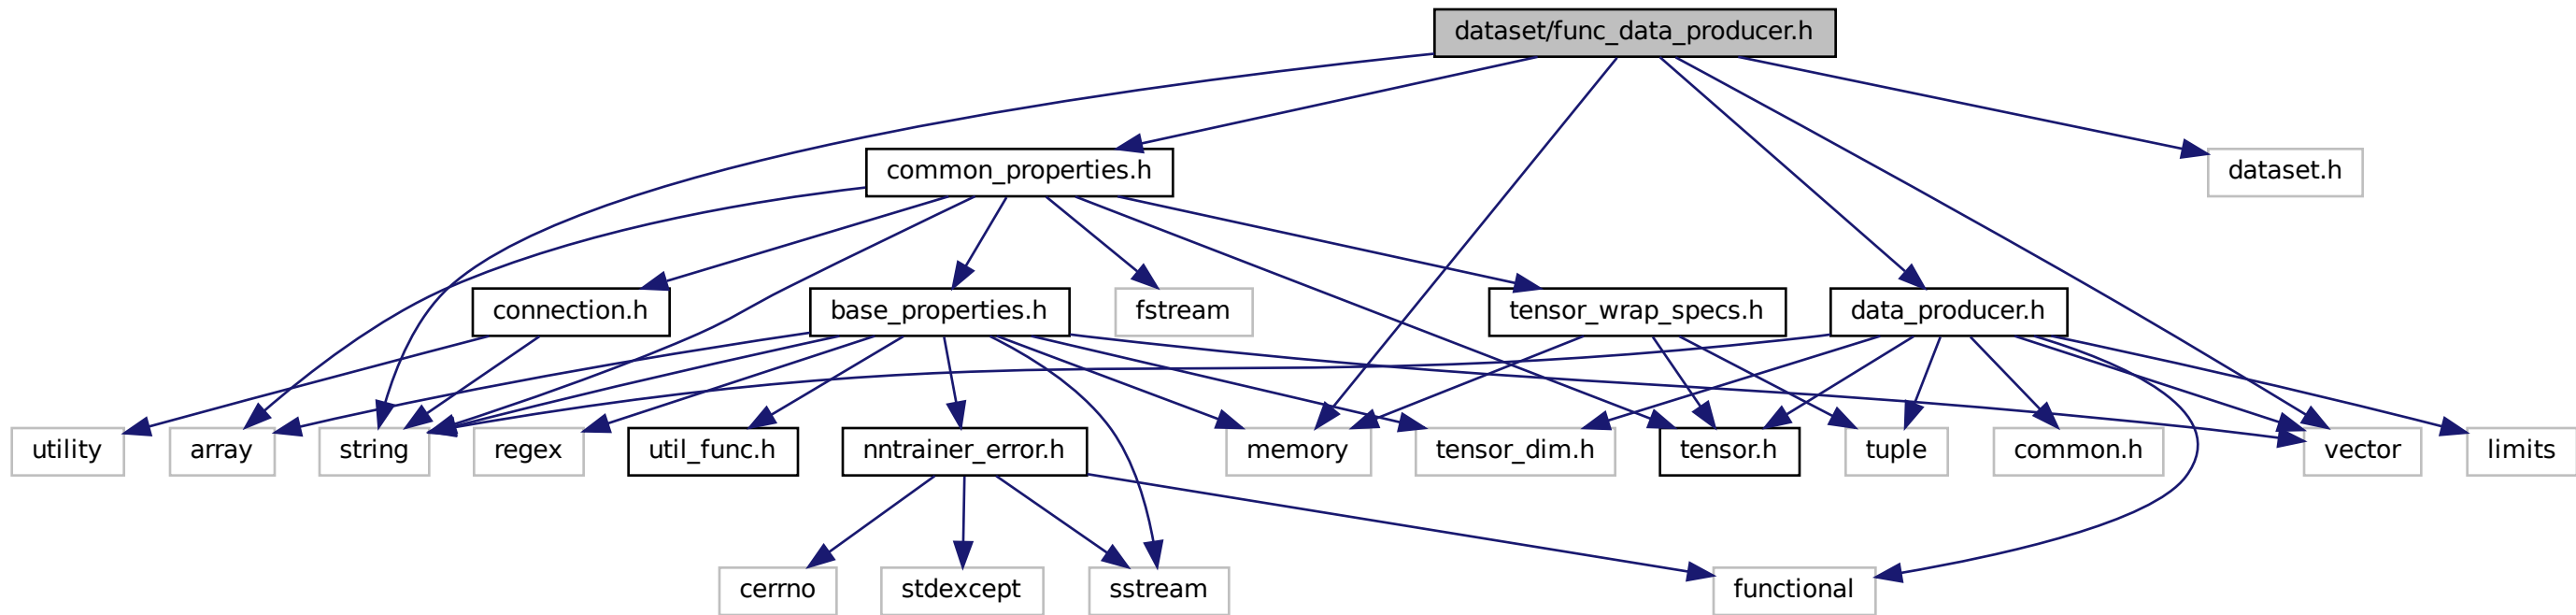 dataset/func_data_producer.h
common_properties.h
dataset.h
connection.h
base_properties.h
fstream
tensor_wrap_specs.h
data_producer.h
utility
array
string
regex
util_func.h
nntrainer_error.h
memory
tensor_dim.h
tensor.h
tuple
common.h
vector
limits
cerrno
stdexcept
sstream
functional